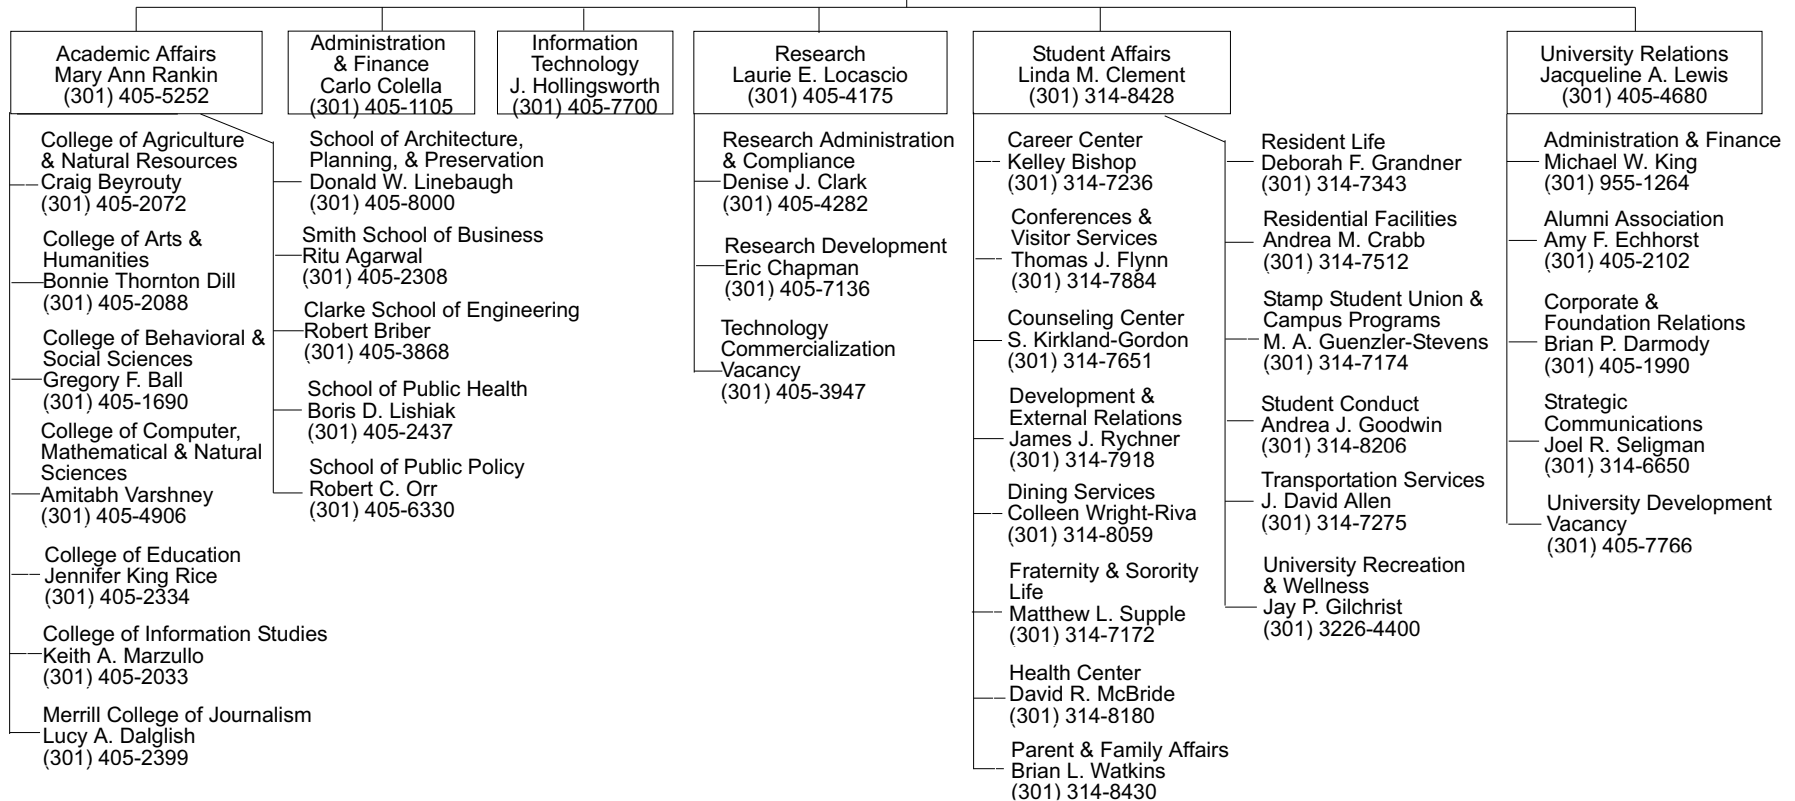 Academic Affairs
Mary Ann Rankin
(301) 405-5252
College of Agriculture
& Natural Resources
Craig Beyrouty
(301) 405-2072
College of Arts &
Humanities
Bonnie Thornton Dill
(301) 405-2088
College of Behavioral &
Social Sciences
Gregory F. Ball
(301) 405-1690
College of Computer,
Mathematical & Natural
Sciences
Amitabh Varshney
(301) 405-4906
College of Education
Jennifer King Rice
(301) 405-2334
College of Information Studies
Keith A. Marzullo
(301) 405-2033
Merrill College of Journalism
Lucy A. Dalglish
(301) 405-2399
School of Architecture,
Planning, & Preservation
Donald W. Linebaugh
(301) 405-8000
Smith School of Business
Ritu Agarwal
(301) 405-2308
Clarke School of Engineering
Robert Briber
(301) 405-3868
School of Public Health
Boris D. Lishiak
(301) 405-2437
School of Public Policy
Robert C. Orr
(301) 405-6330
Administration
& Finance
Carlo Colella
(301) 405-1105
Information
Technology
J. Hollingsworth
(301) 405-7700
Research
Laurie E. Locascio
(301) 405-4175
Research Administration
& Compliance
Denise J. Clark
(301) 405-4282
Research Development
Eric Chapman
(301) 405-7136
Technology
Commercialization
Vacancy
(301) 405-3947
Student Affairs
Linda M. Clement
(301) 314-8428
Career Center
Kelley Bishop
(301) 314-7236
Conferences &
Visitor Services
Thomas J. Flynn
(301) 314-7884
Counseling Center
S. Kirkland-Gordon
(301) 314-7651
Development &
External Relations
James J. Rychner
(301) 314-7918
Dining Services
Colleen Wright-Riva
(301) 314-8059
Fraternity & Sorority
Life
Matthew L. Supple
(301) 314-7172
Health Center
David R. McBride
(301) 314-8180
Parent & Family Affairs
Brian L. Watkins
(301) 314-8430
Resident Life
Deborah F. Grandner
(301) 314-7343
Residential Facilities
Andrea M. Crabb
(301) 314-7512
Stamp Student Union &
Campus Programs
M. A. Guenzler-Stevens
(301) 314-7174
Student Conduct
Andrea J. Goodwin
(301) 314-8206
Transportation Services
J. David Allen
(301) 314-7275
University Recreation
& Wellness
Jay P. Gilchrist
(301) 3226-4400
University Relations
Jacqueline A. Lewis
(301) 405-4680
Administration & Finance
Michael W. King
(301) 955-1264
Alumni Association
Amy F. Echhorst
(301) 405-2102
Corporate &
Foundation Relations
Brian P. Darmody
(301) 405-1990
Strategic
Communications
Joel R. Seligman
(301) 314-6650
University Development
Vacancy
(301) 405-7766